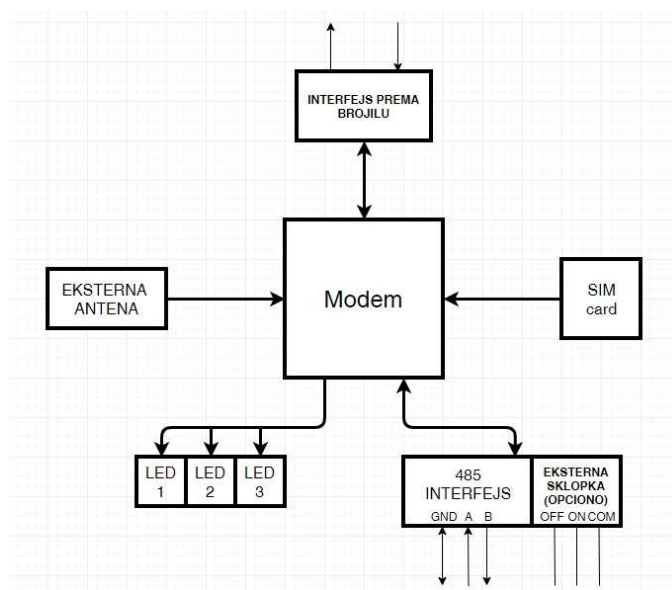 INTERFEJS PREMA
BROJILU
EKSTERNA
ANTENA
Modem
SIM
card
LED
1
LED
2
LED
3
485
INTERFEJS
GND A B
EKSTERNA
SKLOPKA
(OPCIONO)
OFF ON COM